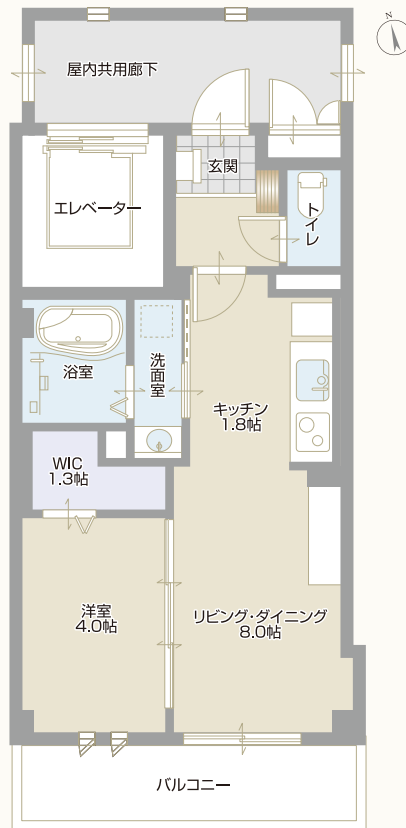 N
屋内共用廊下
玄関
エレベーター
トイレ
浴室
洗面室
キッチン
1.8帖
WIC
1.3帖
洋室
4.0帖
リビング・ダイニング
8.0帖
バルコニー